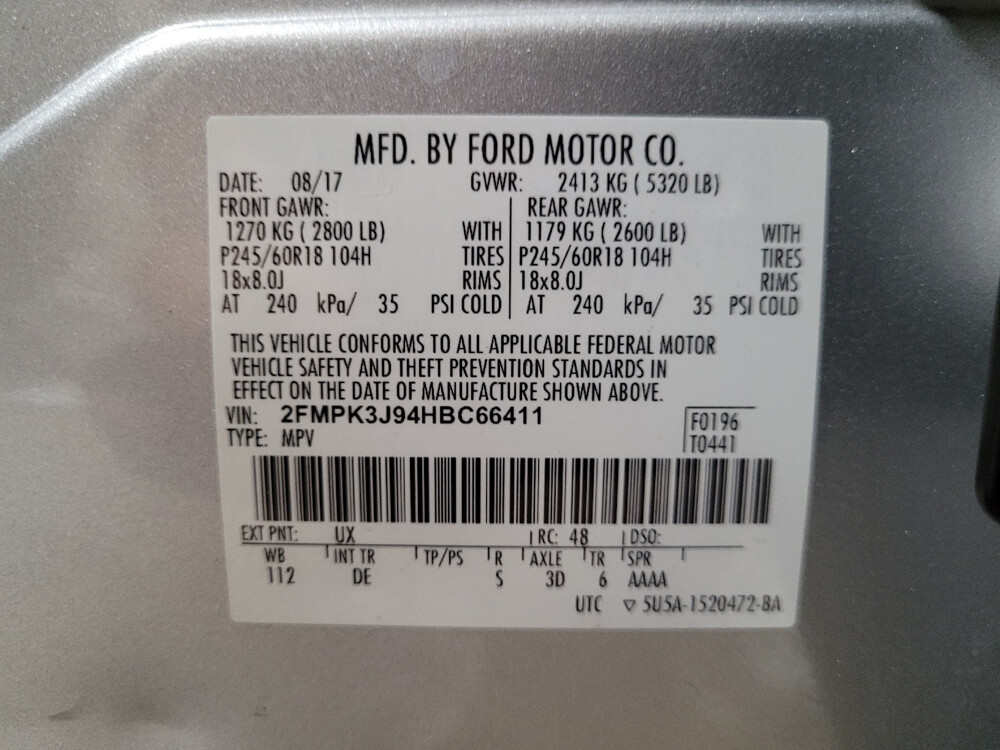 MFD. BY FORD MOTOR CO.
DATE: 08/17 GVWR: 2413 KG ( 5320 LB)
FRONT GAWR: REAR GAWR:
1270 KG ( 2800 LB) WITH 1179 KG ( 2600 LB) WITH
P245/60R18 104H TIRES P245/60R18 104H TIRES
18x8.0J RIMS 18x8.0J RIMS
AT 240 kPa/ 35 PSI COLD AT 240 kPa/ 35 PSI COLD
THIS VEHICLE CONFORMS TO ALL APPLICABLE FEDERAL MOTOR
VEHICLE SAFETY AND THEFT PREVENTION STANDARDS IN
EFFECT ON THE DATE OF MANUFACTURE SHOWN ABOVE.
VIN: 2FMPK3J94HBC66411 F0196
TYPE: MPV T0441
EXT PNT: UX RC: 48 DSO:
WB INT TR TP/PS R AXLE TR SPR
112 DE S 3D 6 AAAA
UTC ▽ 5U5A-1520472-BA